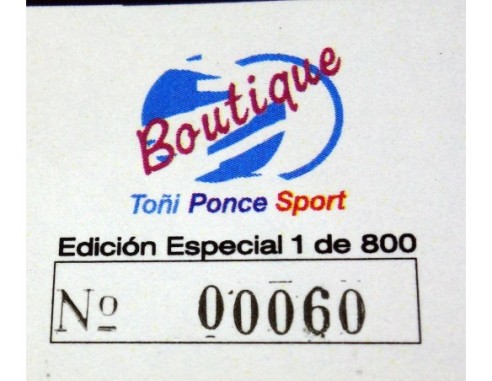 Boutique
Toñi Ponce Sport
Edición Especial 1 de 800
Nº 00060